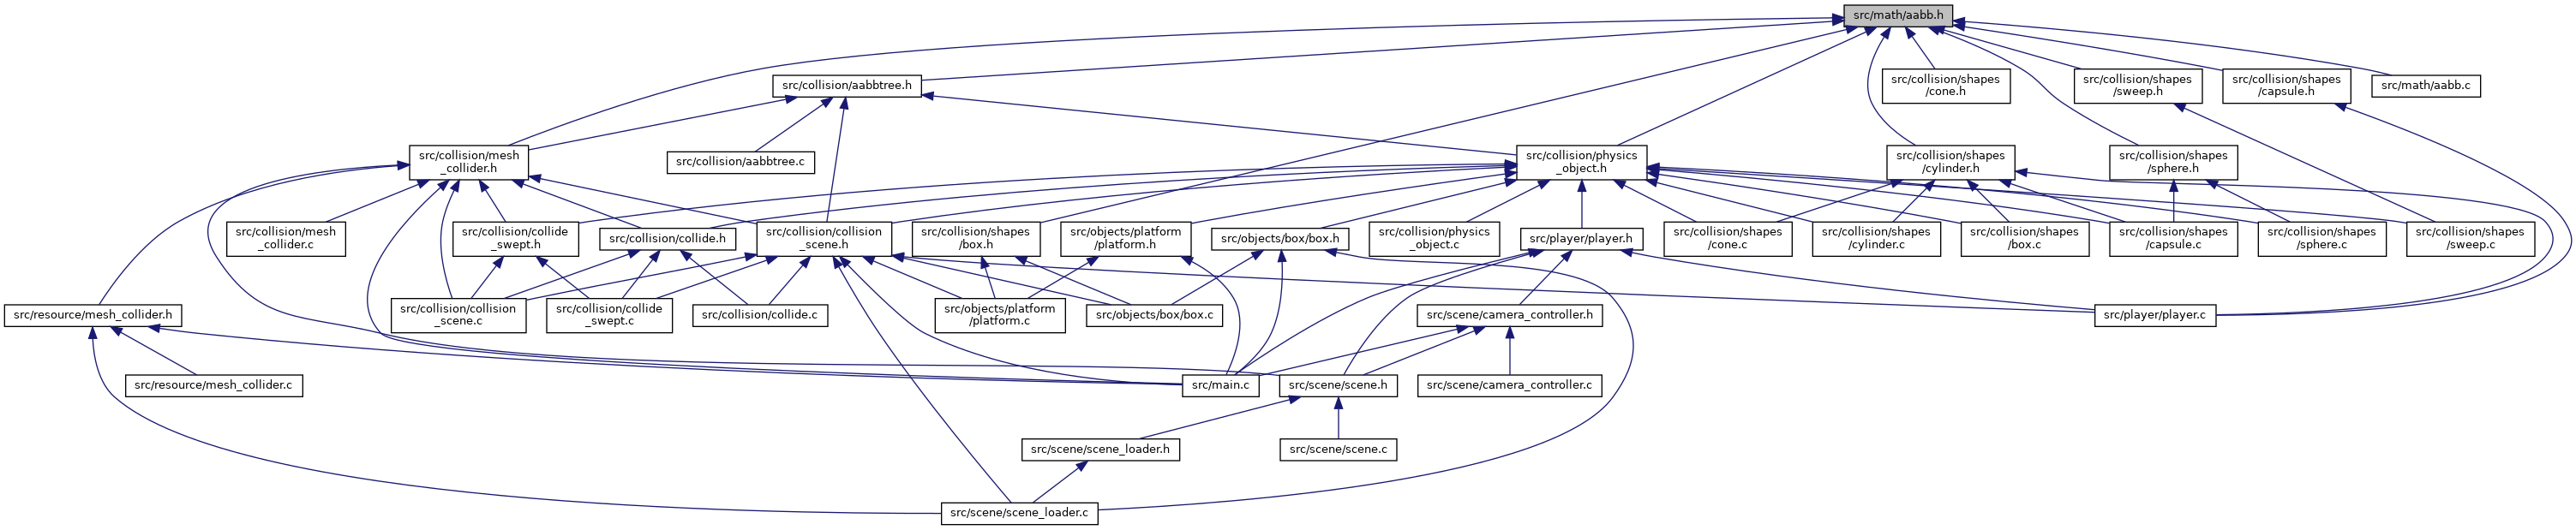 src/math/aabb.h
src/collision/aabbtree.h
src/collision/shapes
/cone.h
src/collision/shapes
/sweep.h
src/collision/shapes
/capsule.h
src/math/aabb.c
src/collision/mesh
_collider.h
src/collision/aabbtree.c
src/collision/physics
_object.h
src/collision/shapes
/cylinder.h
src/collision/shapes
/sphere.h
src/collision/mesh
_collider.c
src/collision/collide
_swept.h
src/collision/collide.h
src/collision/collision
_scene.h
src/collision/shapes
/box.h
src/objects/platform
/platform.h
src/objects/box/box.h
src/collision/physics
_object.c
src/player/player.h
src/collision/shapes
/cone.c
src/collision/shapes
/cylinder.c
src/collision/shapes
/box.c
src/collision/shapes
/capsule.c
src/collision/shapes
/sphere.c
src/collision/shapes
/sweep.c
src/resource/mesh_collider.h
src/collision/collision
_scene.c
src/collision/collide
_swept.c
src/collision/collide.c
src/objects/platform
/platform.c
src/objects/box/box.c
src/scene/camera_controller.h
src/player/player.c
src/resource/mesh_collider.c
src/main.c
src/scene/scene.h
src/scene/camera_controller.c
src/scene/scene_loader.h
src/scene/scene.c
src/scene/scene_loader.c